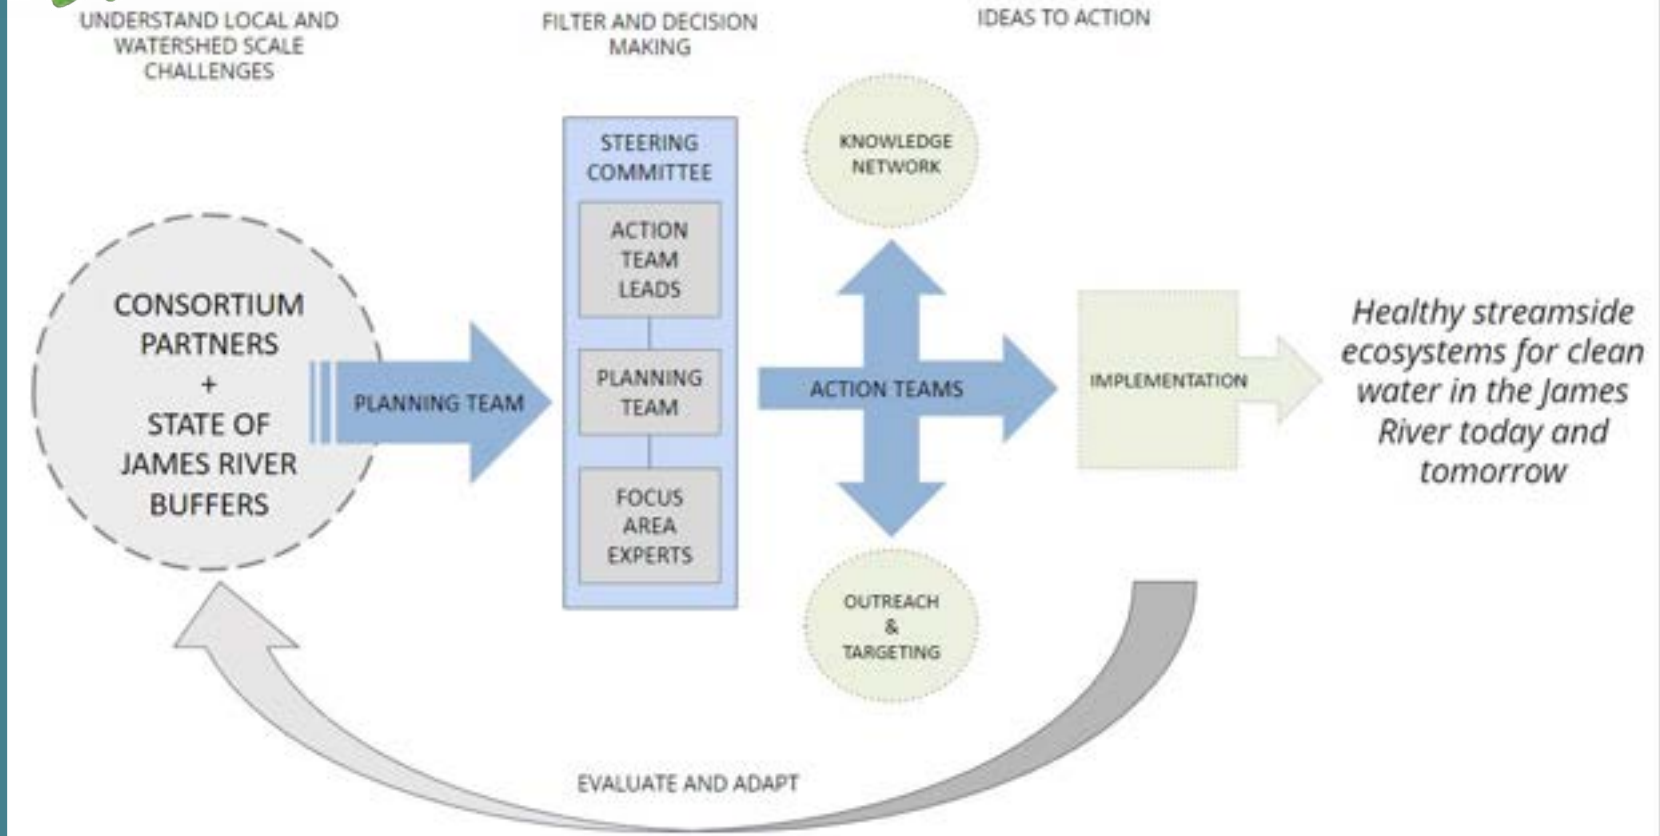 UNDERSTAND LOCAL AND
WATERSHED SCALE
CHALLENGES
FILTER AND DECISION
MAKING
IDEAS TO ACTION
CONSORTIUM
PARTNERS
+
STATE OF
JAMES RIVER
BUFFERS
PLANNING TEAM
STEERING
COMMITTEE
ACTION
TEAM
LEADS
PLANNING
TEAM
FOCUS
AREA
EXPERTS
KNOWLEDGE
NETWORK
ACTION TEAMS
OUTREACH
&
TARGETING
IMPLEMENTATION
Healthy streamside
ecosystems for clean
water in the James
River today and
tomorrow
EVALUATE AND ADAPT